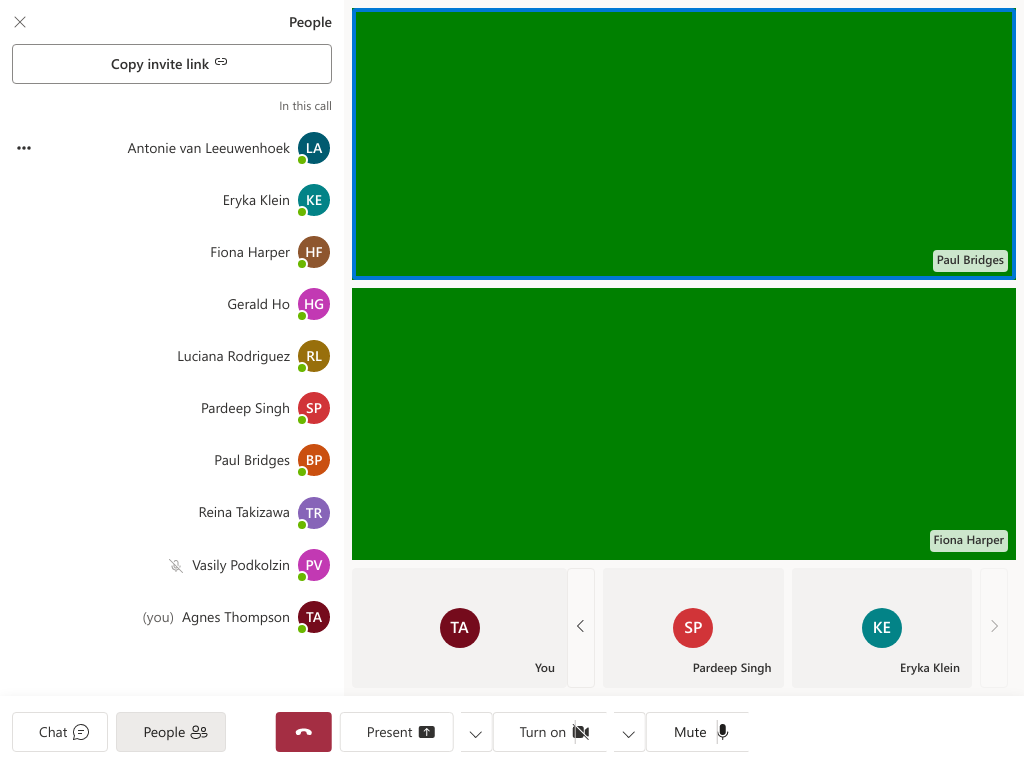 People
Copy invite link
In this call
Antonie van Leeuwenhoek LA
Eryka Klein KE
Fiona Harper HF
Gerald Ho HG
Luciana Rodriguez RL
Pardeep Singh SP
Paul Bridges BP
Reina Takizawa TR
Vasily Podkolzin PV
(you) Agnes Thompson TA
Paul Bridges
Fiona Harper
TA
You
SP
Pardeep Singh
KE
Eryka Klein
Chat
People
Present
Turn on
Mute